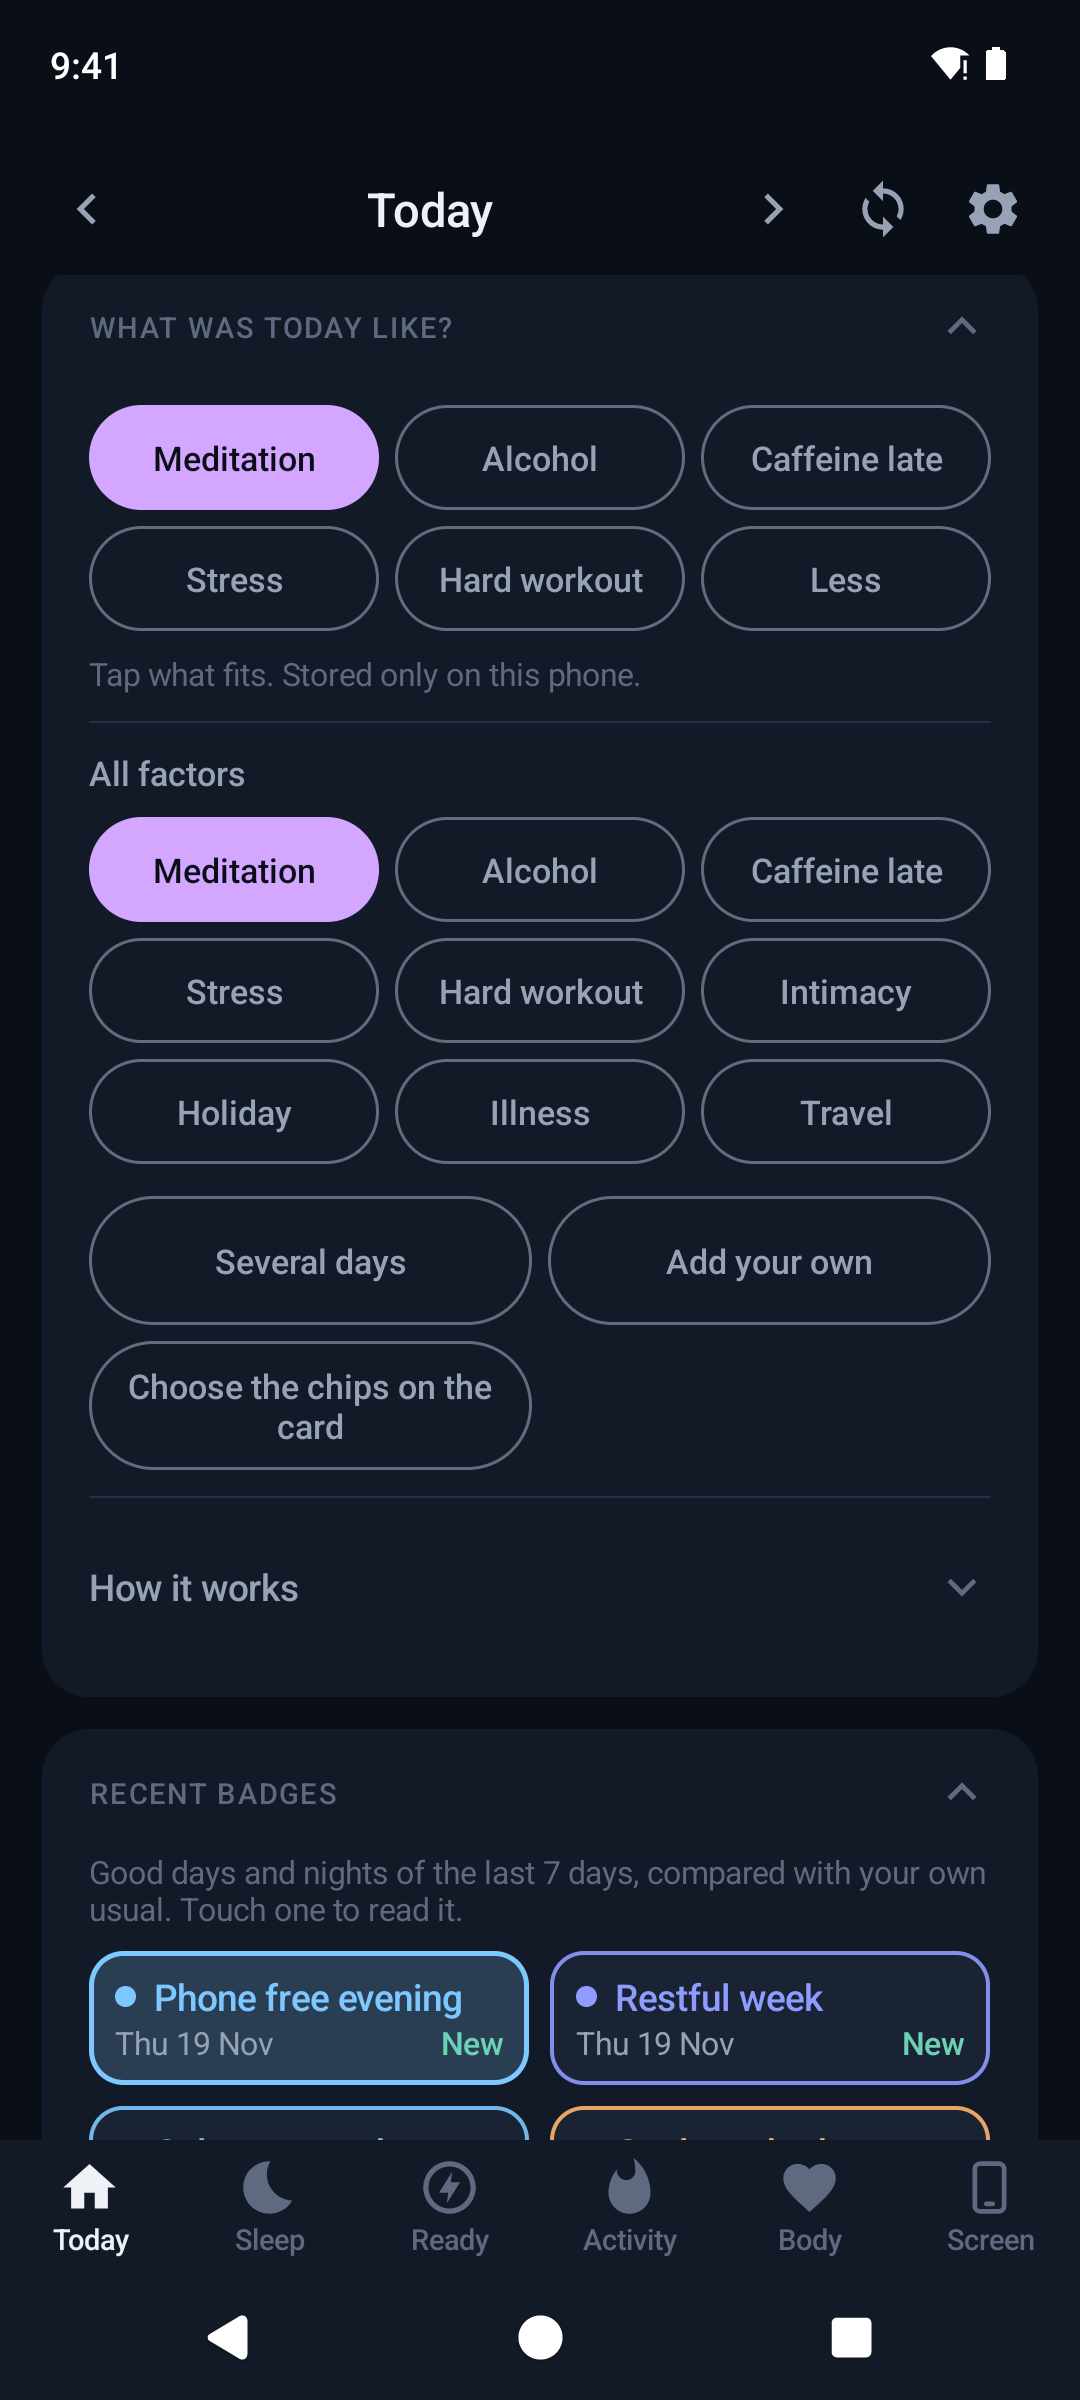 9:41
Today
WHAT WAS TODAY LIKE?
Meditation
Alcohol
Caffeine late
Stress
Hard workout
Less
Tap what fits. Stored only on this phone.
All factors
Meditation
Alcohol
Caffeine late
Stress
Hard workout
Intimacy
Holiday
Illness
Travel
Several days
Add your own
Choose the chips on the
card
How it works
RECENT BADGES
Good days and nights of the last 7 days, compared with your own
usual. Touch one to read it.
Phone free evening
Thu 19 Nov
New
Restful week
Thu 19 Nov
New
Today
Sleep
Ready
Activity
Body
Screen